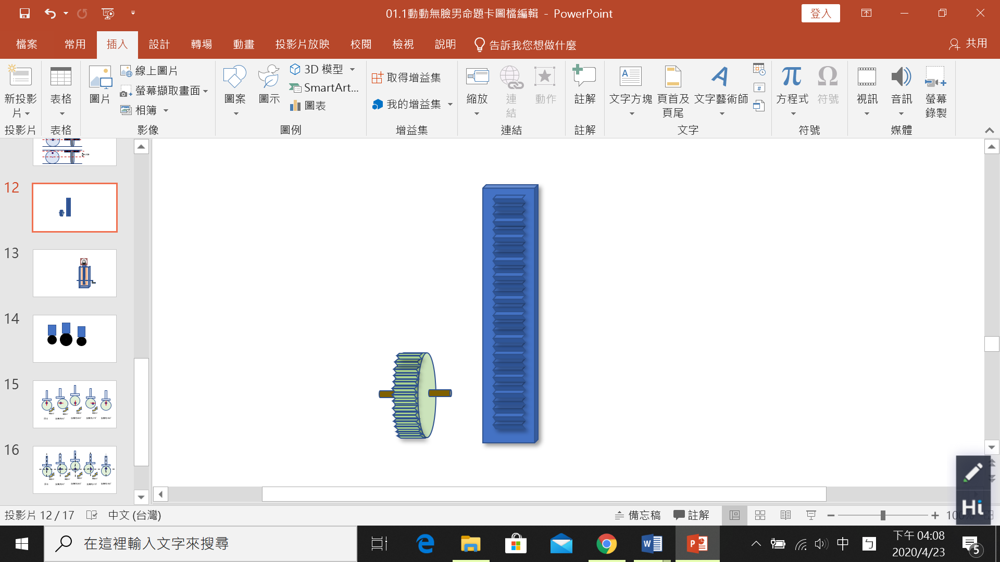 01.1動動無臉男命題卡圖檔編輯 - PowerPoint
登入
檔案 常用 插入 設計 轉場 動畫 投影片放映 校閱 檢視 說明 告訴我您想做什麼
共用
新投影片
投影片
表格
表格
圖片
線上圖片
螢幕擷取畫面
相簿
影像
圖案
圖示
3D 模型
SmartArt...
圖表
圖例
取得增益集
我的增益集
增益集
縮放
連結
動作
連結
註解
註解
文字方塊
頁首及頁尾
文字藝術師
文字
方程式
符號
符號
視訊
音訊
螢幕錄製
媒體
12
13
14
15
16
Hi
投影片 12 / 17 中文 (台灣)
備忘稿 註解
在這裡輸入文字來搜尋
中 ㄅ
下午 04:08
2020/4/23
5